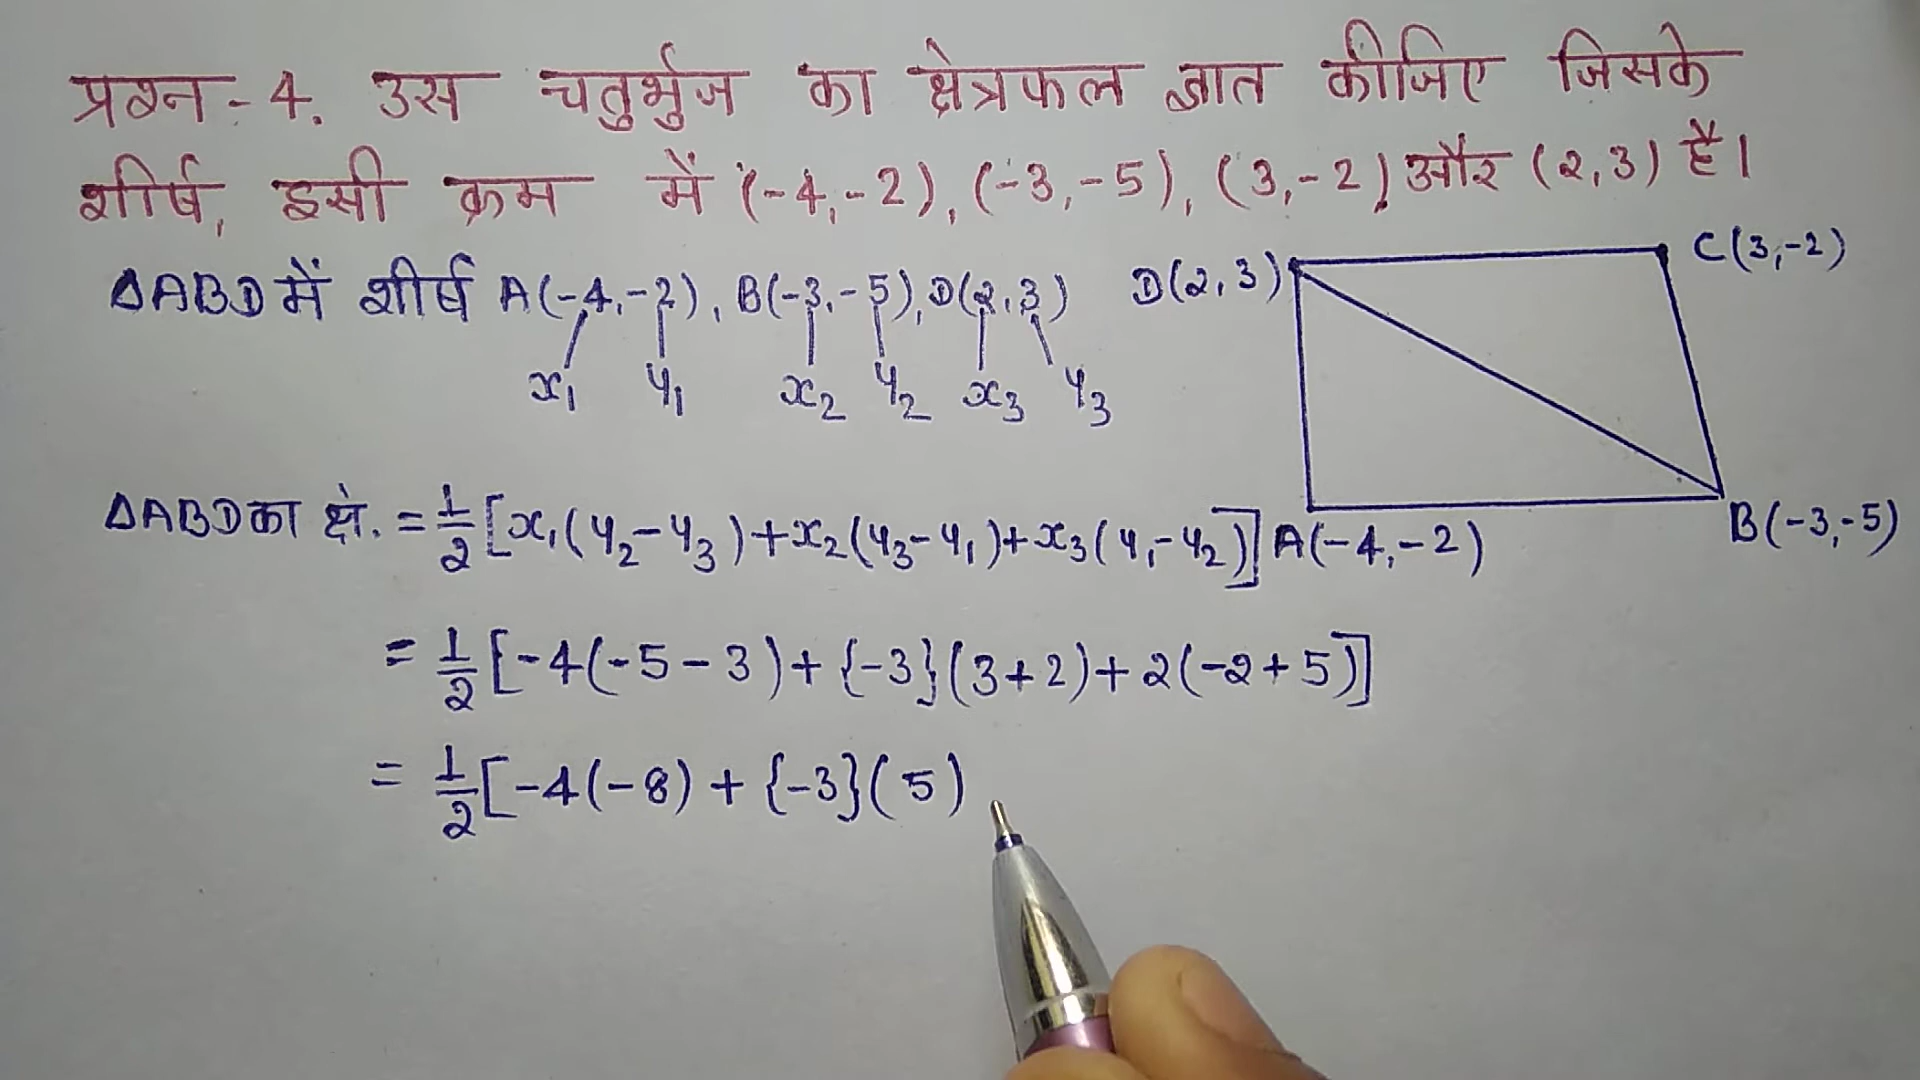 प्रश्न-4. उस चतुर्भुज का क्षेत्रफल ज्ञात कीजिए जिसके
शीर्ष, इसी क्रम में (-4,-2), (-3,-5), (3,-2) और (2,3) है।
ΔABD में शीर्ष A(-4,-2), B(-3,-5), D(2,3)
x₁ y₁ x₂ y₂ x₃ y₃
D(2,3)
C(3,-2)
A(-4,-2)
B(-3,-5)
ΔABD का क्षे. = 1/2 [x₁(y₂-y₃)+x₂(y₃-y₁)+x₃(y₁-y₂)]
= 1/2 [-4(-5-3)+{-3}(3+2)+2(-2+5)]
= 1/2 [-4(-8)+{-3}(5)